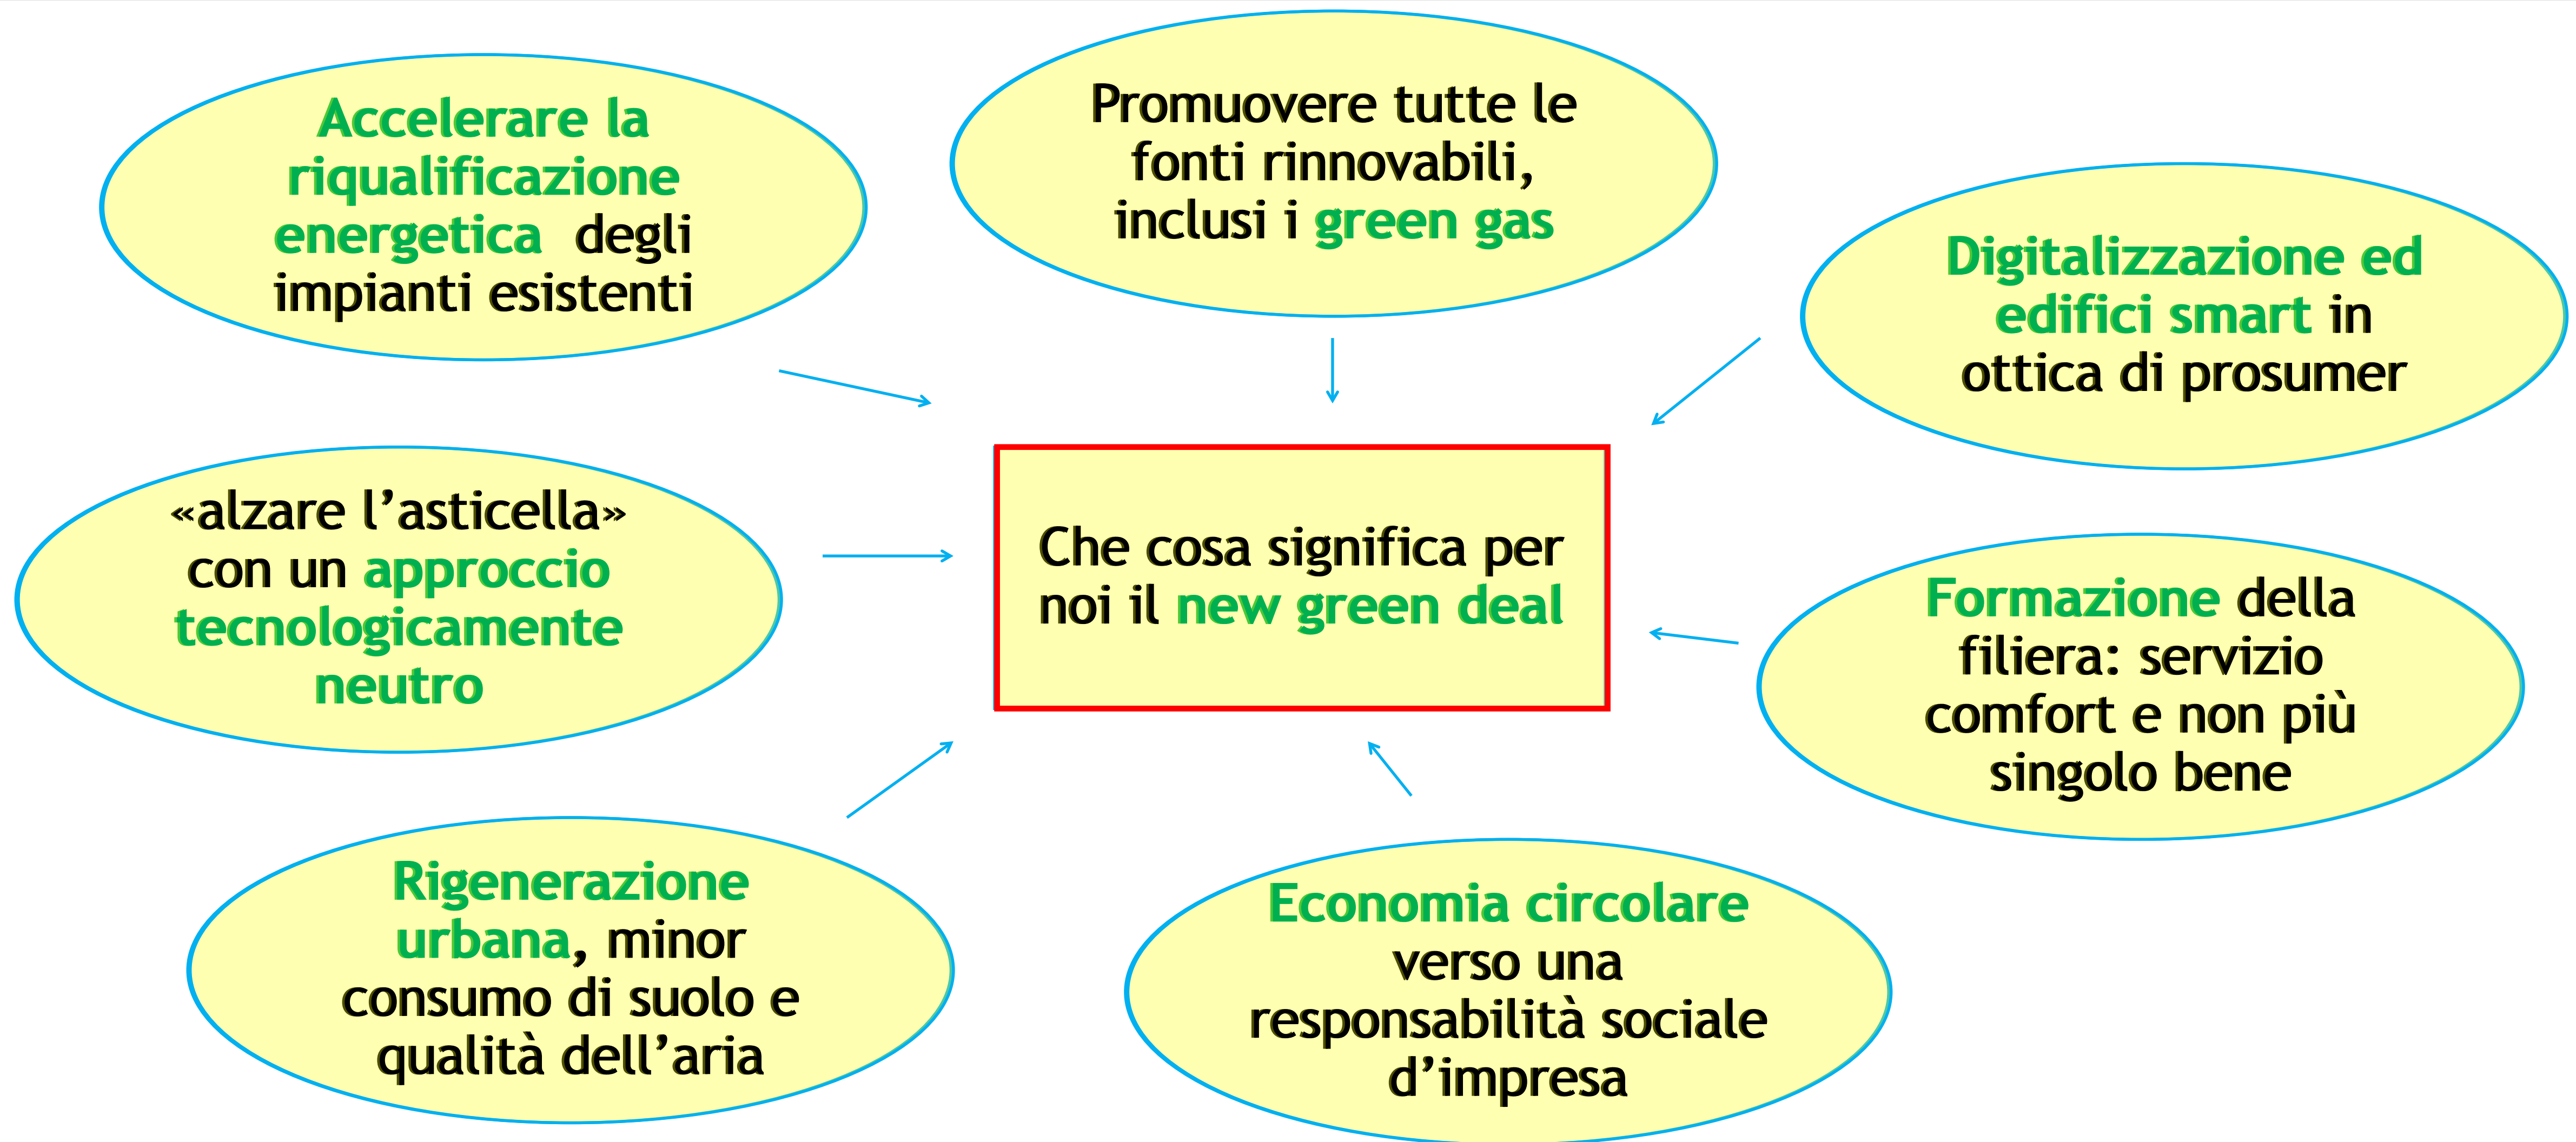 Accelerare la
riqualificazione
energetica degli
impianti esistenti
Promuovere tutte le
fonti rinnovabili,
inclusi i green gas
Digitalizzazione ed
edifici smart in
ottica di prosumer
«alzare l’asticella»
con un approccio
tecnologicamente
neutro
Che cosa significa per
noi il new green deal
Formazione della
filiera: servizio
comfort e non più
singolo bene
Rigenerazione
urbana, minor
consumo di suolo e
qualità dell’aria
Economia circolare
verso una
responsabilità sociale
d’impresa